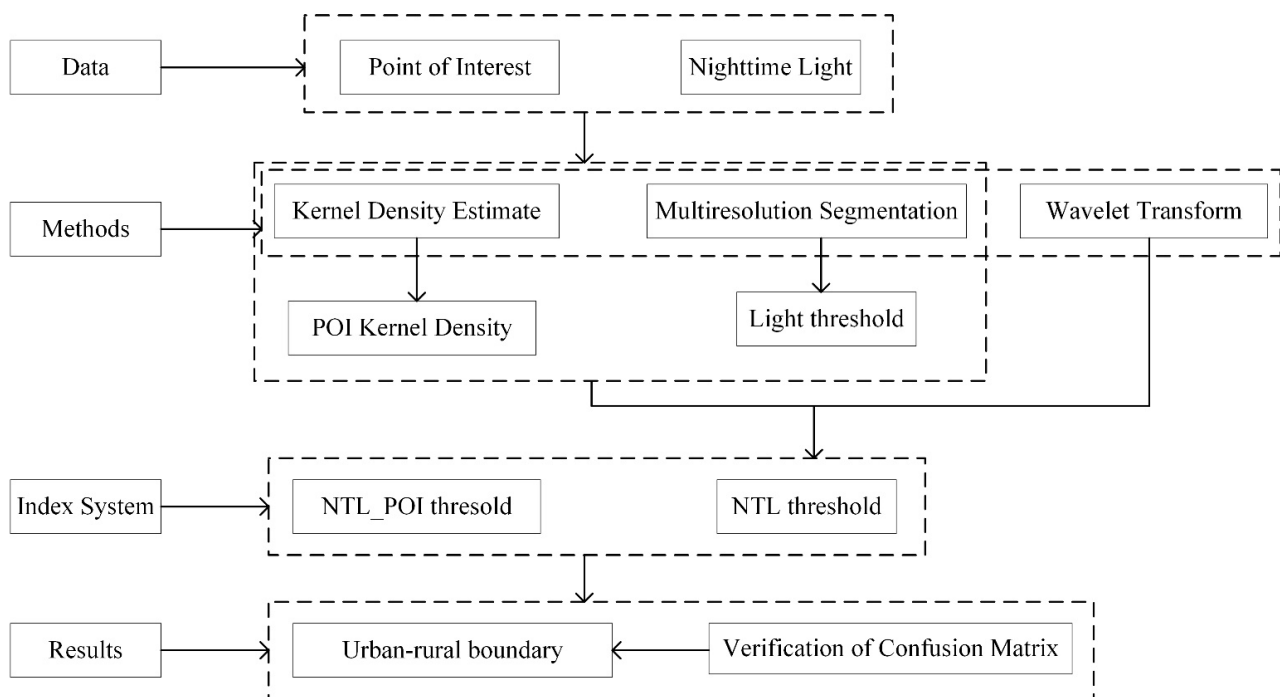 Data
Point of Interest
Nighttime Light
Methods
Kernel Density Estimate
Multiresolution Segmentation
Wavelet Transform
POI Kernel Density
Light threshold
Index System
NTL_POI thresold
NTL threshold
Results
Urban-rural boundary
Verification of Confusion Matrix